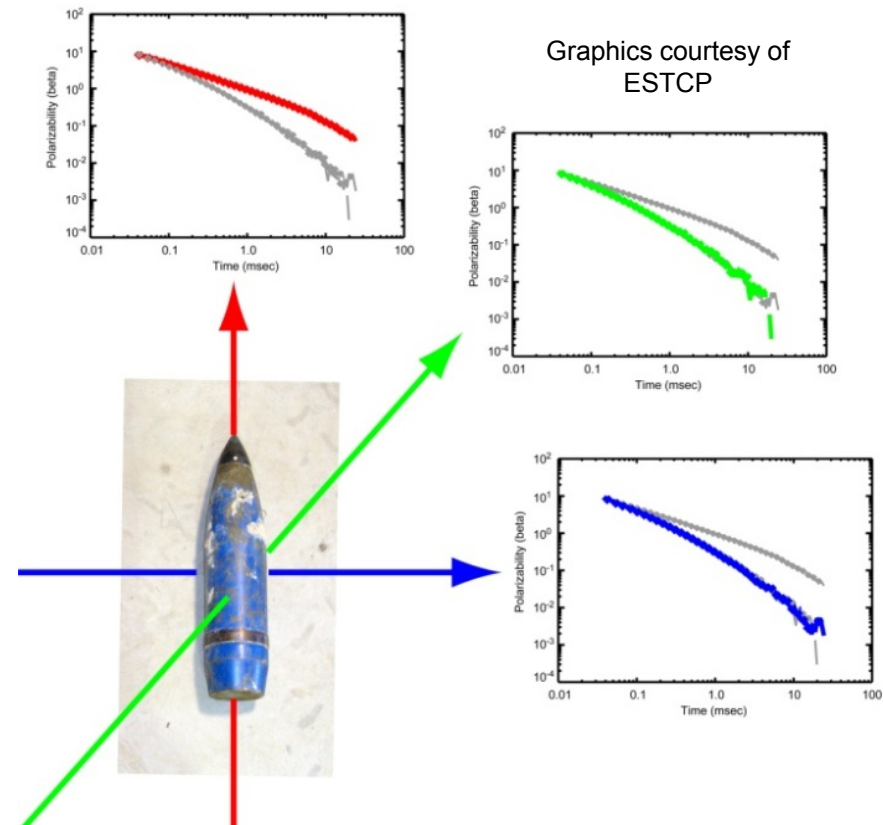 10²
10¹
10⁰
10⁻¹
10⁻²
10⁻³
10⁻⁴
Polarizability (beta)
0.01 0.1 1.0 10 100
Time (msec)
Graphics courtesy of
ESTCP
10²
10¹
10⁰
10⁻¹
10⁻²
10⁻³
10⁻⁴
Polarizability (beta)
0.01 0.1 1.0 10 100
Time (msec)
10²
10¹
10⁰
10⁻¹
10⁻²
10⁻³
10⁻⁴
Polarizability (beta)
0.01 0.1 1.0 10 100
Time (msec)